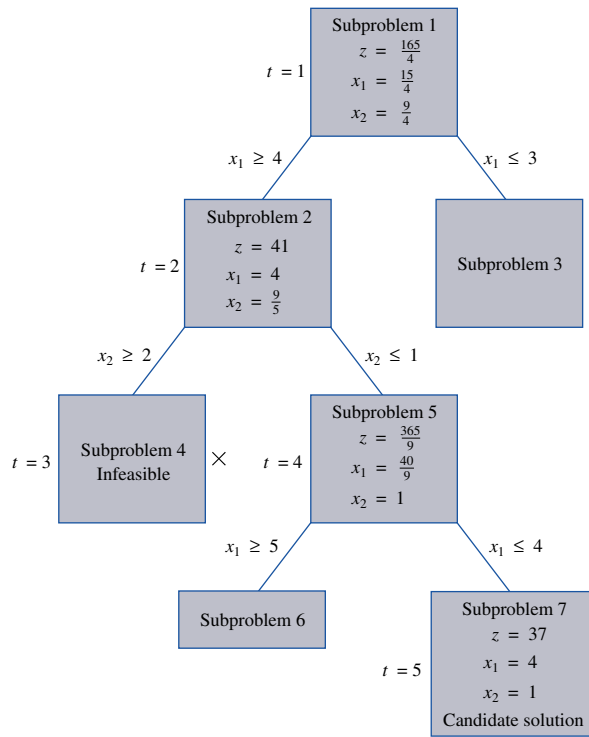 Subproblem 1
z = 165/4
t = 1
x₁ = 15/4
x₂ = 9/4
x₁ ≥ 4
x₁ ≤ 3
Subproblem 2
z = 41
t = 2
x₁ = 4
x₂ = 9/5
Subproblem 3
x₂ ≥ 2
x₂ ≤ 1
t = 3
Subproblem 4
Infeasible
×
t = 4
Subproblem 5
z = 365/9
x₁ = 40/9
x₂ = 1
x₁ ≥ 5
x₁ ≤ 4
Subproblem 6
t = 5
Subproblem 7
z = 37
x₁ = 4
x₂ = 1
Candidate solution